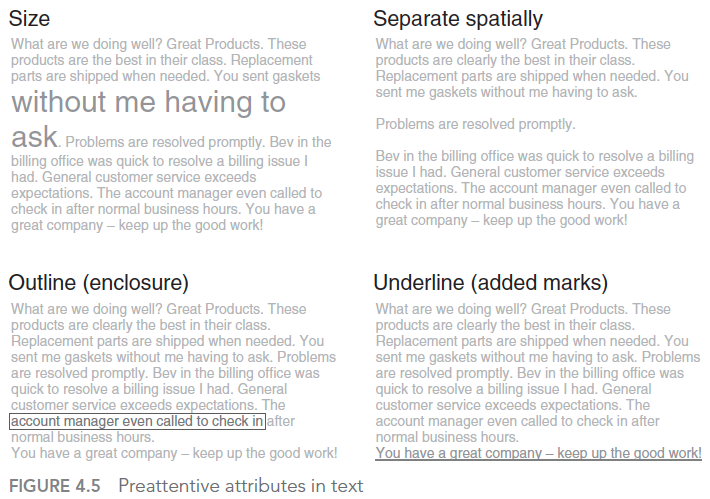 Size
What are we doing well? Great Products. These
products are the best in their class. Replacement
parts are shipped when needed. You sent gaskets
without me having to
ask. Problems are resolved promptly. Bev in the
billing office was quick to resolve a billing issue I
had. General customer service exceeds
expectations. The account manager even called to
check in after normal business hours. You have a
great company – keep up the good work!
Separate spatially
What are we doing well? Great Products. These
products are clearly the best in their class.
Replacement parts are shipped when needed. You
sent me gaskets without me having to ask.
Problems are resolved promptly.
Bev in the billing office was quick to resolve a billing
issue I had. General customer service exceeds
expectations. The account manager even called to
check in after normal business hours. You have a
great company – keep up the good work!
Outline (enclosure)
What are we doing well? Great Products. These
products are clearly the best in their class.
Replacement parts are shipped when needed. You
sent me gaskets without me having to ask. Problems
are resolved promptly. Bev in the billing office was
quick to resolve a billing issue I had. General
customer service exceeds expectations. The
account manager even called to check in after
normal business hours.
You have a great company – keep up the good work!
Underline (added marks)
What are we doing well? Great Products. These
products are clearly the best in their class.
Replacement parts are shipped when needed. You
sent me gaskets without me having to ask. Problems
are resolved promptly. Bev in the billing office was
quick to resolve a billing issue I had. General
customer service exceeds expectations. The
account manager even called to check in after
normal business hours.
You have a great company – keep up the good work!
FIGURE 4.5 Preattentive attributes in text